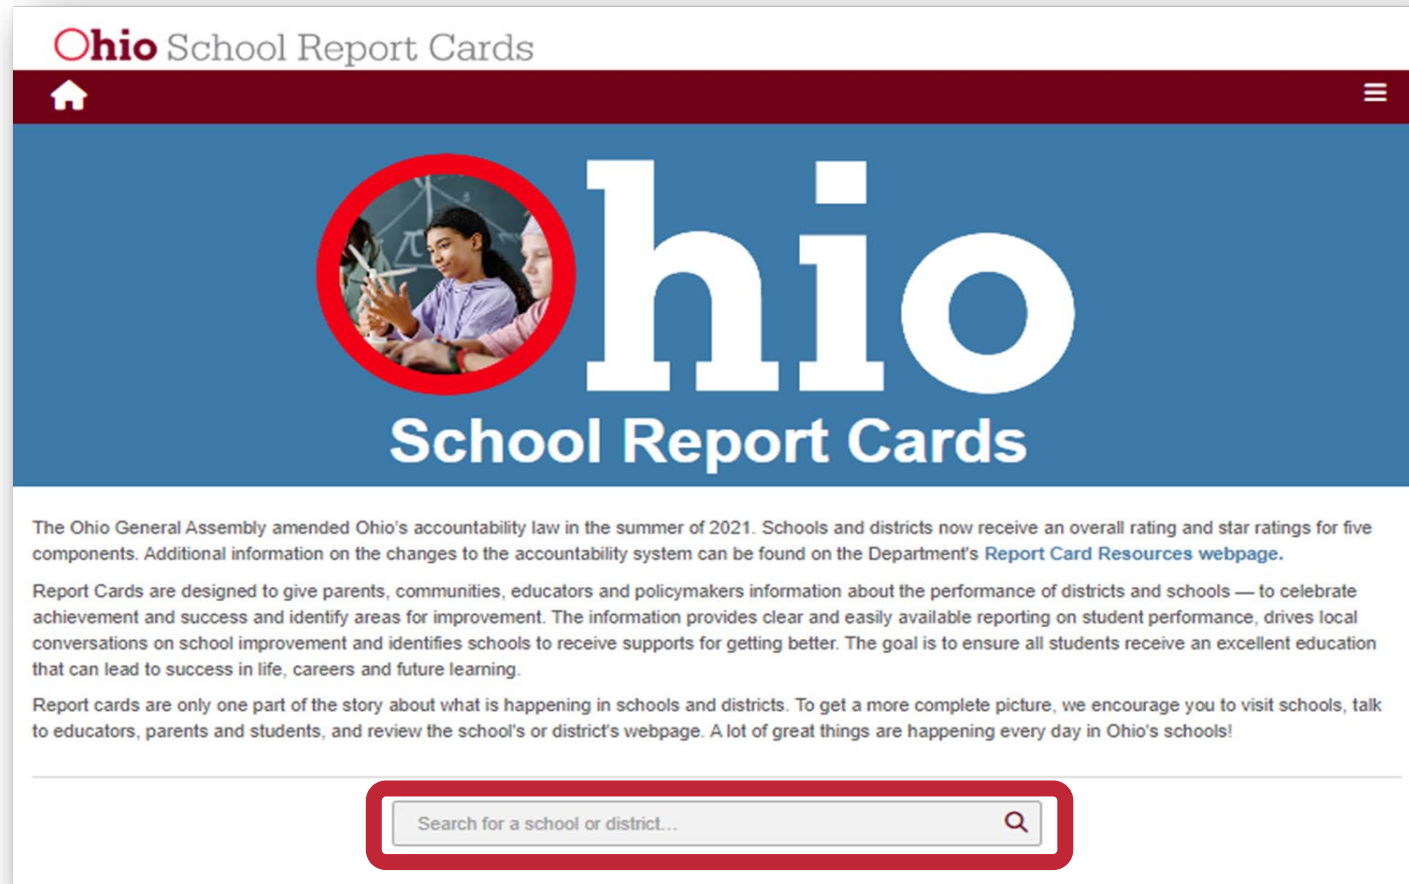 Ohio School Report Cards
Ohio
School Report Cards
The Ohio General Assembly amended Ohio's accountability law in the summer of 2021. Schools and districts now receive an overall rating and star ratings for five
components. Additional information on the changes to the accountability system can be found on the Department's Report Card Resources webpage.
Report Cards are designed to give parents, communities, educators and policymakers information about the performance of districts and schools — to celebrate
achievement and success and identify areas for improvement. The information provides clear and easily available reporting on student performance, drives local
conversations on school improvement and identifies schools to receive supports for getting better. The goal is to ensure all students receive an excellent education
that can lead to success in life, careers and future learning.
Report cards are only one part of the story about what is happening in schools and districts. To get a more complete picture, we encourage you to visit schools, talk
to educators, parents and students, and review the school's or district's webpage. A lot of great things are happening every day in Ohio's schools!
Search for a school or district...